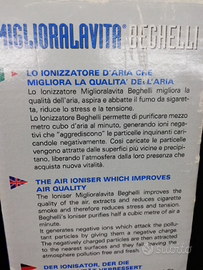 MIGLIORALAVITA BEGHELLI
LO IONIZZATORE D'ARIA CHE
MIGLIORA LA QUALITA' DELL'ARIA
Lo Ionizzatore Miglioralavita Beghelli migliora la
qualità dell'aria, aspira e abbatte il fumo da sigaret-
ta, riduce lo stress e la tensione.
Lo Ionizzatore Beghelli permette di purificare mezzo
metro cubo d'aria al minuto, generando ioni nega-
tivi che "aggrediscono" le particelle inquinanti cari-
candole negativamente. Così caricate le particelle
vengono attratte dalle superfici più vicine e precipi-
tano, liberando l'atmosfera dalla loro presenza che
acquista nuova vitalità.
THE AIR IONISER WHICH IMPROVES
AIR QUALITY
The Ioniser Miglioralavita Beghelli improves the
quality of the air, extracts and reduces cigarette
smoke and therefore reduces stress and tension.
Beghelli's Ioniser purifies half a cubic metre of air a
minute.
It generates negative ions which attack the pollut-
ant particles by giving them a negative charge
The negatively charged particles are then attracted
to the nearest surfaces and they fall, leaving the
atmosphere pollution free and fresh
DER IONISATOR, DER DIE